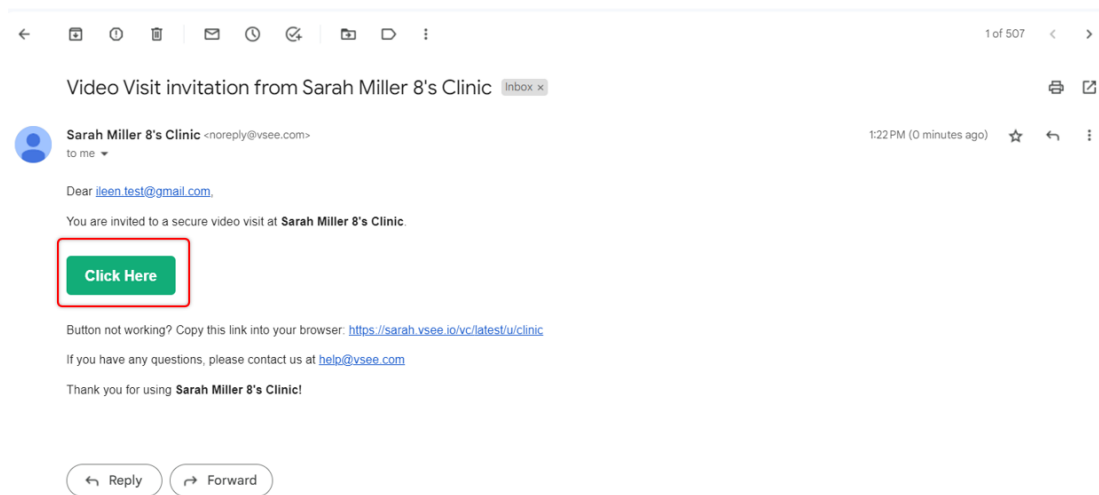 1 of 507
Video Visit invitation from Sarah Miller 8's Clinic Inbox ×
Sarah Miller 8's Clinic <noreply@vsee.com> 1:22 PM (0 minutes ago)
to me
Dear ileen.test@gmail.com,
You are invited to a secure video visit at Sarah Miller 8's Clinic.
Click Here
Button not working? Copy this link into your browser: https://sarah.vsee.io/vc/latest/u/clinic
If you have any questions, please contact us at help@vsee.com
Thank you for using Sarah Miller 8's Clinic!
Reply Forward